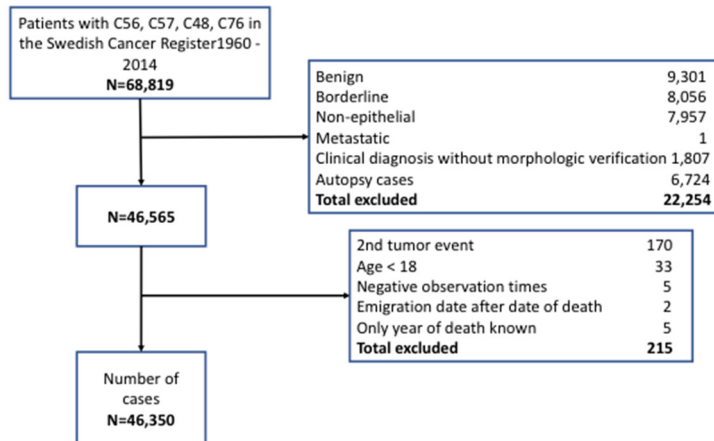 Patients with C56, C57, C48, C76 in
the Swedish Cancer Register1960 -
2014
N=68,819
Benign 9,301
Borderline 8,056
Non-epithelial 7,957
Metastatic 1
Clinical diagnosis without morphologic verification 1,807
Autopsy cases 6,724
Total excluded 22,254
N=46,565
2nd tumor event 170
Age < 18 33
Negative observation times 5
Emigration date after date of death 2
Only year of death known 5
Total excluded 215
Number of
cases
N=46,350